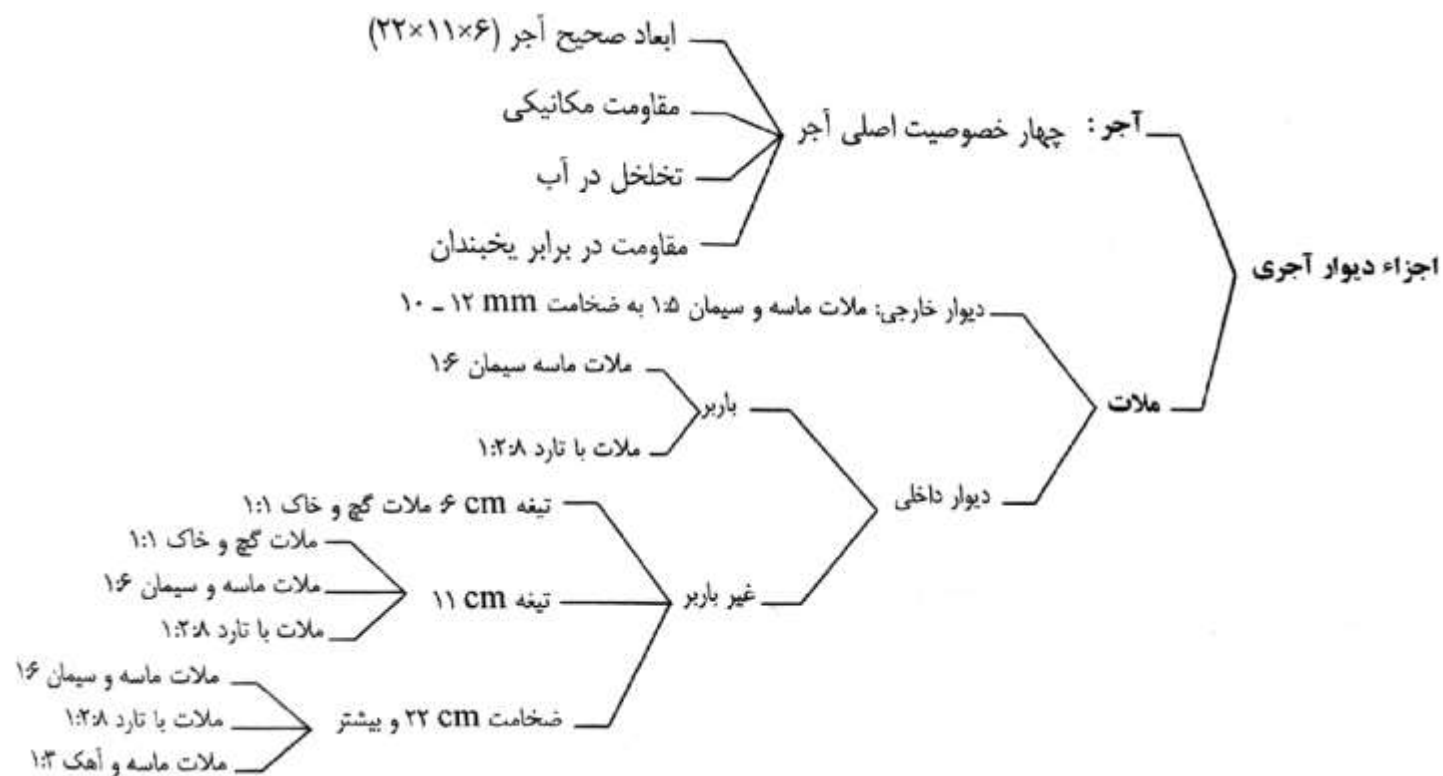 اجزاء دیوار آجری
آجر : چهار خصوصیت اصلی آجر
ابعاد صحیح آجر (۲۲×۱۱×۶)
مقاومت مکانیکی
تخلخل در آب
مقاومت در برابر یخبندان
ملات
دیوار خارجی: ملات ماسه و سیمان ۱:۵ به ضخامت ۱۰ ـ ۱۲ mm
دیوار داخلی
باربر
ملات ماسه سیمان ۱:۶
ملات با تارد ۱:۲:۸
غیر باربر
تیغه ۶ cm ملات گچ و خاک ۱:۱
تیغه ۱۱ cm
ملات گچ و خاک ۱:۱
ملات ماسه و سیمان ۱:۶
ملات با تارد ۱:۲:۸
ضخامت ۲۲ cm و بیشتر
ملات ماسه و سیمان ۱:۶
ملات با تارد ۱:۲:۸
ملات ماسه و آهک ۱:۳